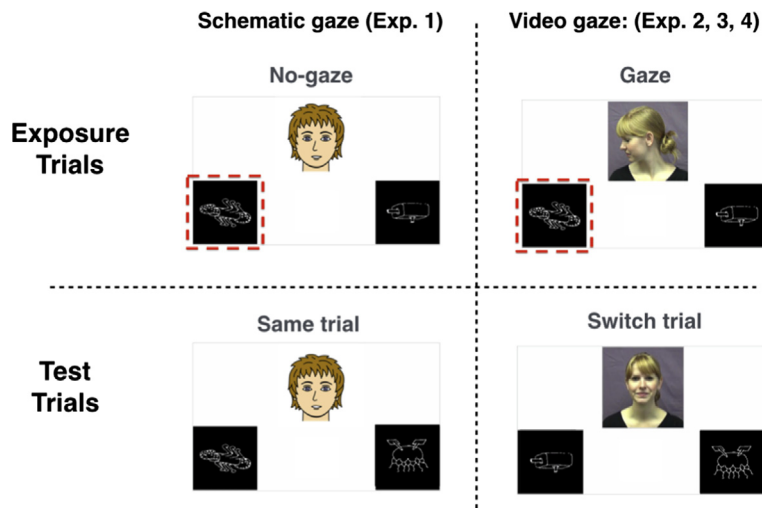 Schematic gaze (Exp. 1)
Video gaze: (Exp. 2, 3, 4)
No-gaze
Gaze
Exposure
Trials
Same trial
Switch trial
Test
Trials